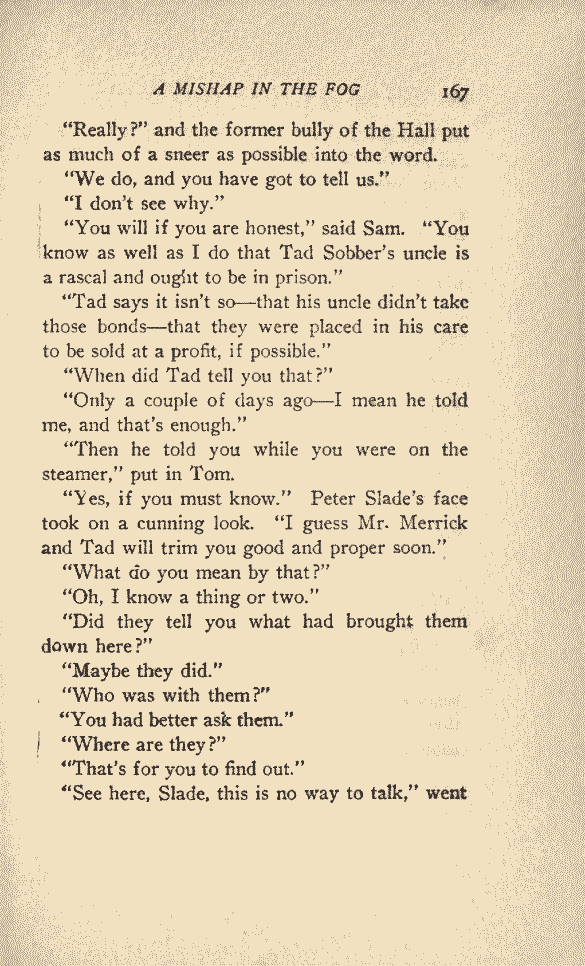 A MISHAP IN THE FOG 167
“Really?” and the former bully of the Hall put
as much of a sneer as possible into the word.
“We do, and you have got to tell us.”
“I don't see why.”
“You will if you are honest,” said Sam. “You
know as well as I do that Tad Sobber's uncle is
a rascal and ought to be in prison.”
“Tad says it isn't so—that his uncle didn't take
those bonds—that they were placed in his care
to be sold at a profit, if possible.”
“When did Tad tell you that?”
“Only a couple of days ago—I mean he told
me, and that's enough.”
“Then he told you while you were on the
steamer,” put in Tom.
“Yes, if you must know.” Peter Slade's face
took on a cunning look. “I guess Mr. Merrick
and Tad will trim you good and proper soon.”
“What do you mean by that?”
“Oh, I know a thing or two.”
“Did they tell you what had brought them
down here?”
“Maybe they did.”
“Who was with them?”
“You had better ask them.”
“Where are they?”
“That's for you to find out.”
“See here, Slade, this is no way to talk,” went